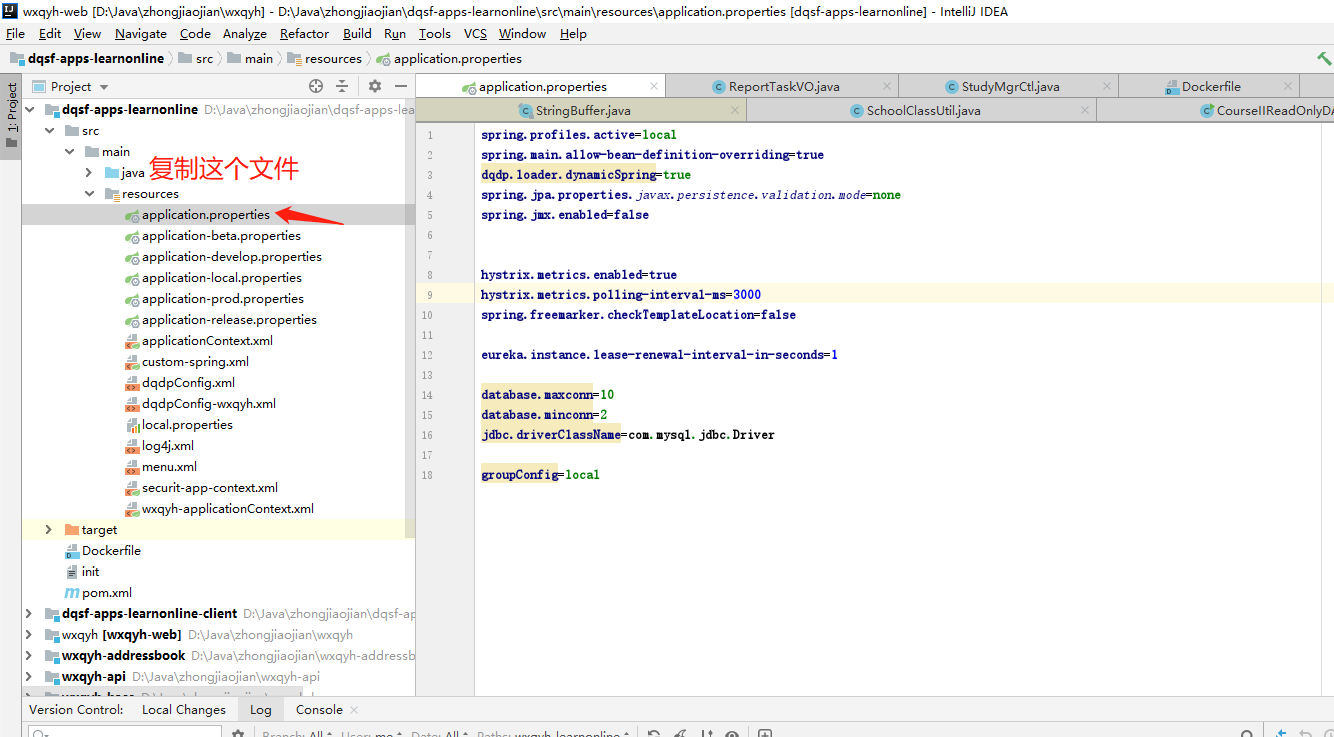 wxqyh-web [D:\Java\zhongjiaojian\wxqyh] - D:\Java\zhongjiaojian\dqsf-apps-learnonline\src\main\resources\application.properties [dqsf-apps-learnonline] - IntelliJ IDEA
File Edit View Navigate Code Analyze Refactor Build Run Tools VCS Window Help
dqsf-apps-learnonline src main resources application.properties
1: Project
Project
application.properties ReportTaskVO.java StudyMgrCtl.java Dockerfile
StringBuffer.java SchoolClassUtil.java CourseIIReadOnlyDA
dqsf-apps-learnonline D:\Java\zhongjiaojian\dqsf-apps-lea
src
main
java 复制这个文件
resources
application.properties
application-beta.properties
application-develop.properties
application-local.properties
application-prod.properties
application-release.properties
applicationContext.xml
custom-spring.xml
dqdpConfig.xml
dqdpConfig-wxqyh.xml
local.properties
log4j.xml
menu.xml
securit-app-context.xml
wxqyh-applicationContext.xml
target
Dockerfile
init
pom.xml
dqsf-apps-learnonline-client D:\Java\zhongjiaojian\dqsf-ap
wxqyh [wxqyh-web] D:\Java\zhongjiaojian\wxqyh
wxqyh-addressbook D:\Java\zhongjiaojian\wxqyh-addressb
wxqyh-api D:\Java\zhongjiaojian\wxqyh-api
1 spring.profiles.active=local
2 spring.main.allow-bean-definition-overriding=true
3 dqdp.loader.dynamicSpring=true
4 spring.jpa.properties.javax.persistence.validation.mode=none
5 spring.jmx.enabled=false
6
7
8 hystrix.metrics.enabled=true
9 hystrix.metrics.polling-interval-ms=3000
10 spring.freemarker.checkTemplateLocation=false
11
12 eureka.instance.lease-renewal-interval-in-seconds=1
13
14 database.maxconn=10
15 database.minconn=2
16 jdbc.driverClassName=com.mysql.jdbc.Driver
17
18 groupConfig=local
Version Control: Local Changes Log Console
Branch: All User: me Date: All Paths: wxqyh-learnonline